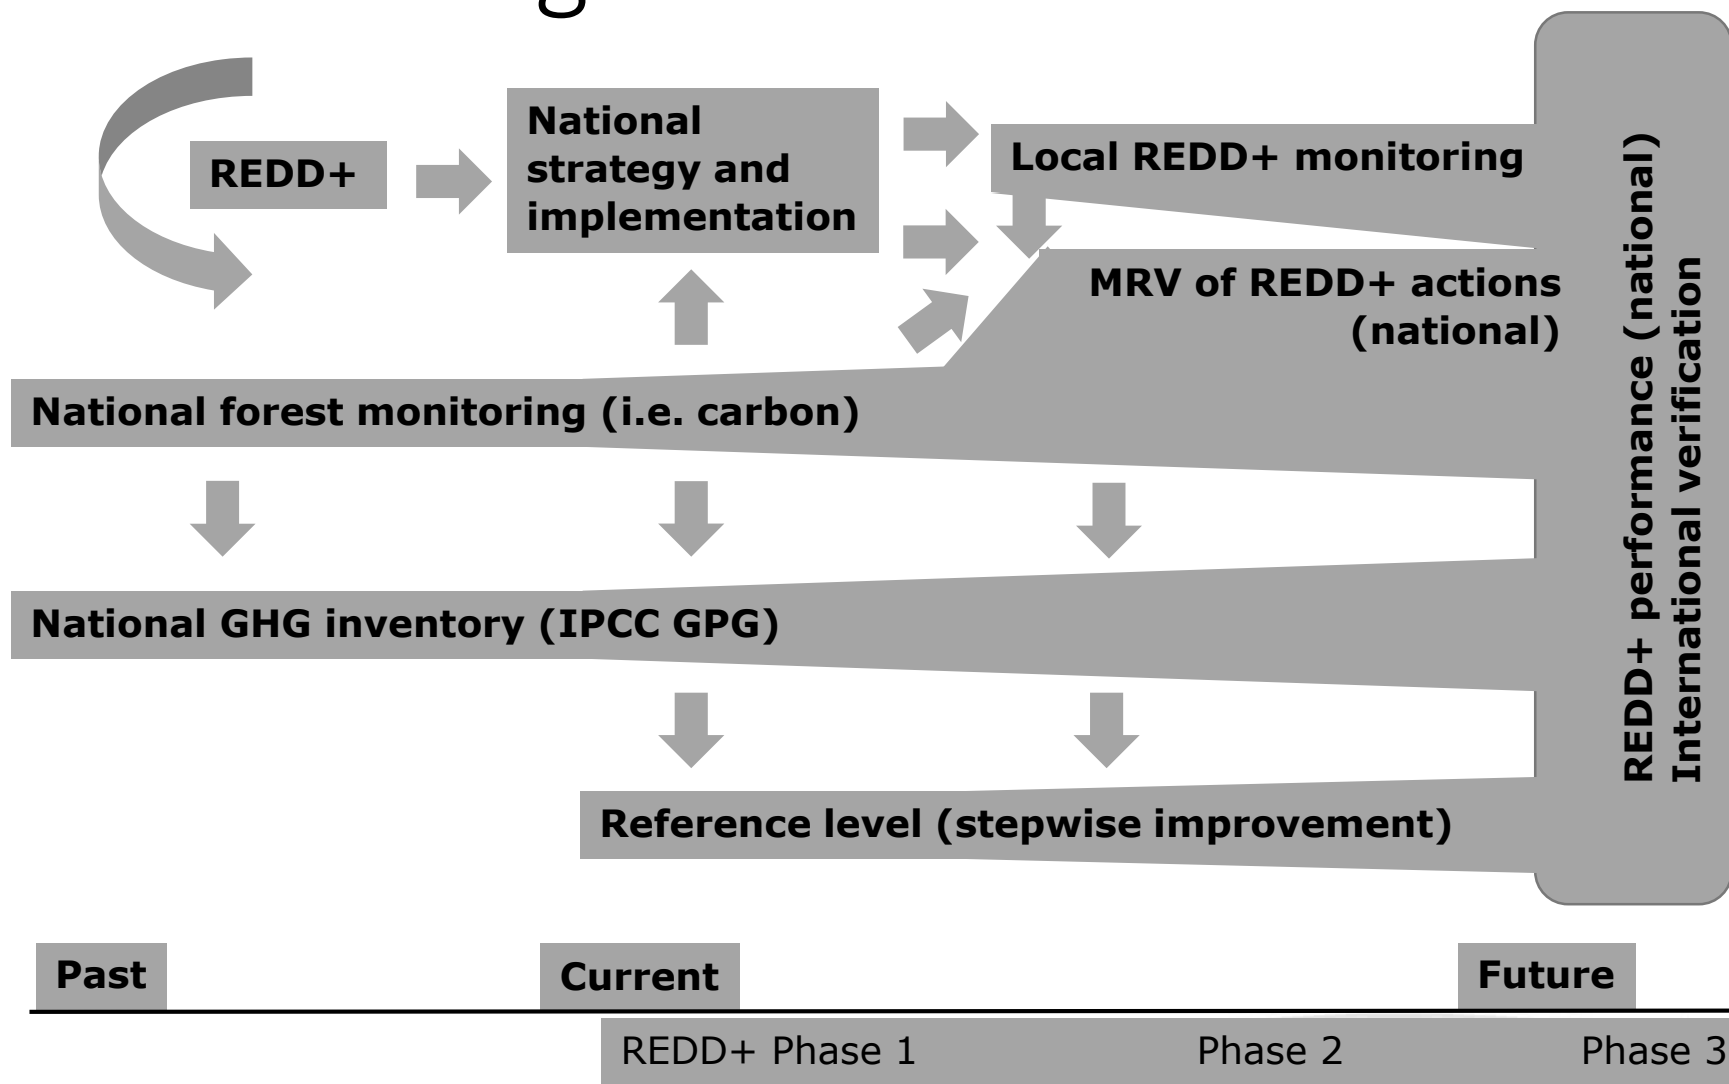 REDD+
National
strategy and
implementation
Local REDD+ monitoring
MRV of REDD+ actions
(national)
National forest monitoring (i.e. carbon)
National GHG inventory (IPCC GPG)
Reference level (stepwise improvement)
REDD+ performance (national)
International verification
Past
Current
Future
REDD+ Phase 1
Phase 2
Phase 3